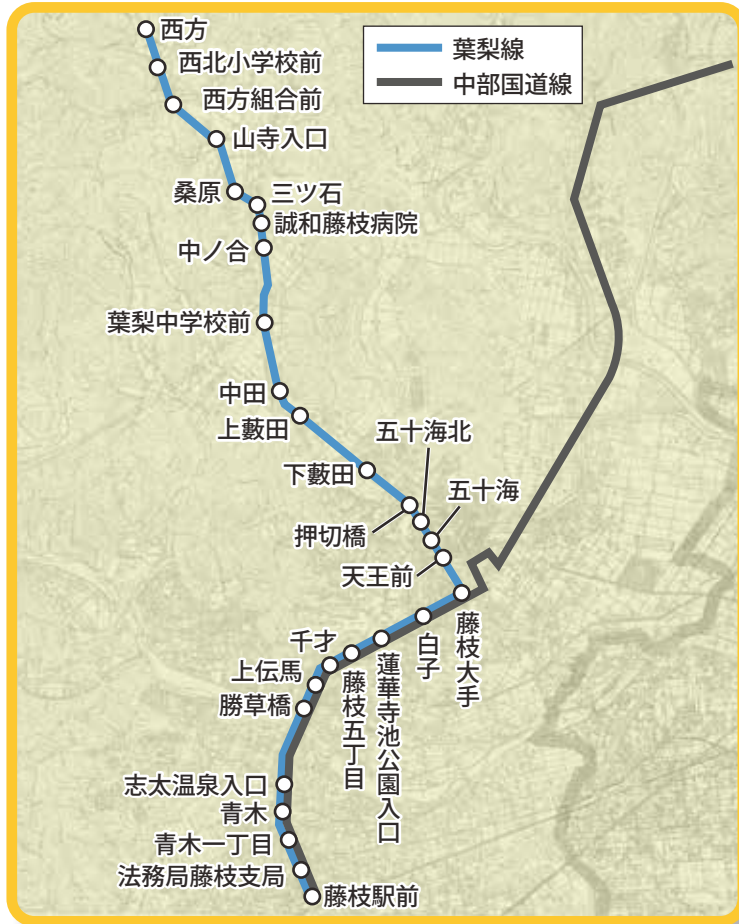 西方
西北小学校前
西方組合前
山寺入口
桑原
三ツ石
誠和藤枝病院
中ノ合
葉梨中学校前
中田
上藪田
下藪田
五十海北
五十海
押切橋
天王前
藤枝大手
白子
蓮華寺池公園入口
藤枝五丁目
千才
上伝馬
勝草橋
志太温泉入口
青木
青木一丁目
法務局藤枝支局
藤枝駅前
葉梨線
中部国道線